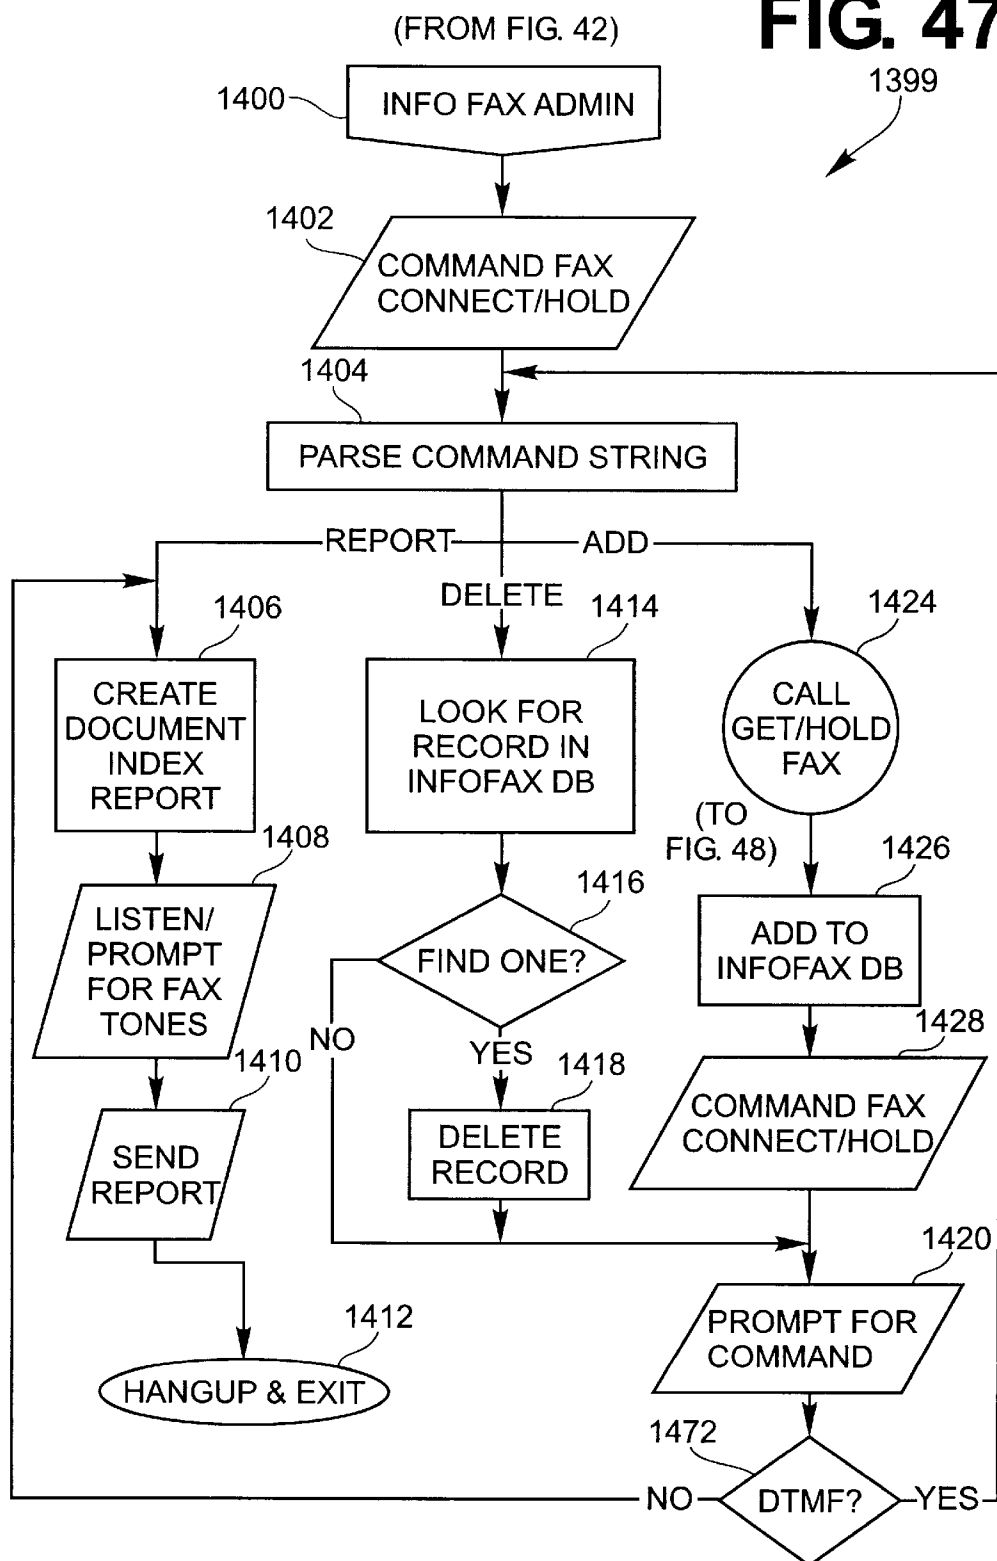 (FROM FIG. 42)
FIG. 47
1399
1400
INFO FAX ADMIN
1402
COMMAND FAX
CONNECT/HOLD
1404
PARSE COMMAND STRING
REPORT
ADD
DELETE
1406
CREATE
DOCUMENT
INDEX
REPORT
1414
LOOK FOR
RECORD IN
INFOFAX DB
1424
CALL
GET/HOLD
FAX
(TO
FIG. 48)
1408
LISTEN/
PROMPT
FOR FAX
TONES
1416
FIND ONE?
NO
YES
1426
ADD TO
INFOFAX DB
1410
SEND
REPORT
1418
DELETE
RECORD
1428
COMMAND FAX
CONNECT/HOLD
1412
HANGUP & EXIT
1420
PROMPT FOR
COMMAND
1472
DTMF?
NO
YES